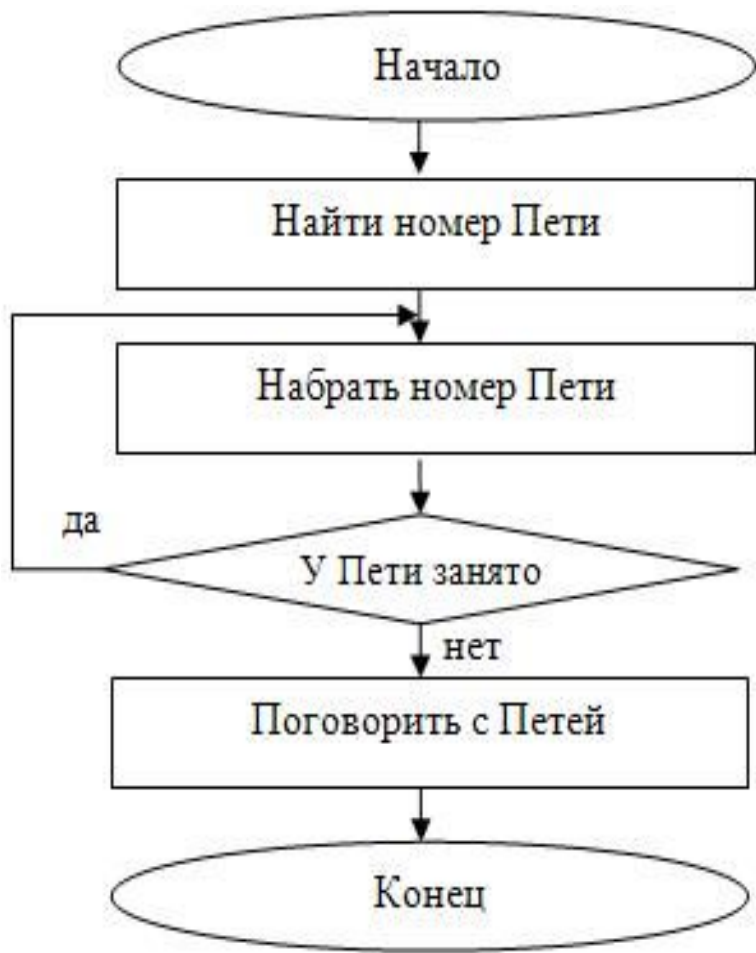 Начало
Найти номер Пети
Набрать номер Пети
да
У Пети занято
нет
Поговорить с Петей
Конец